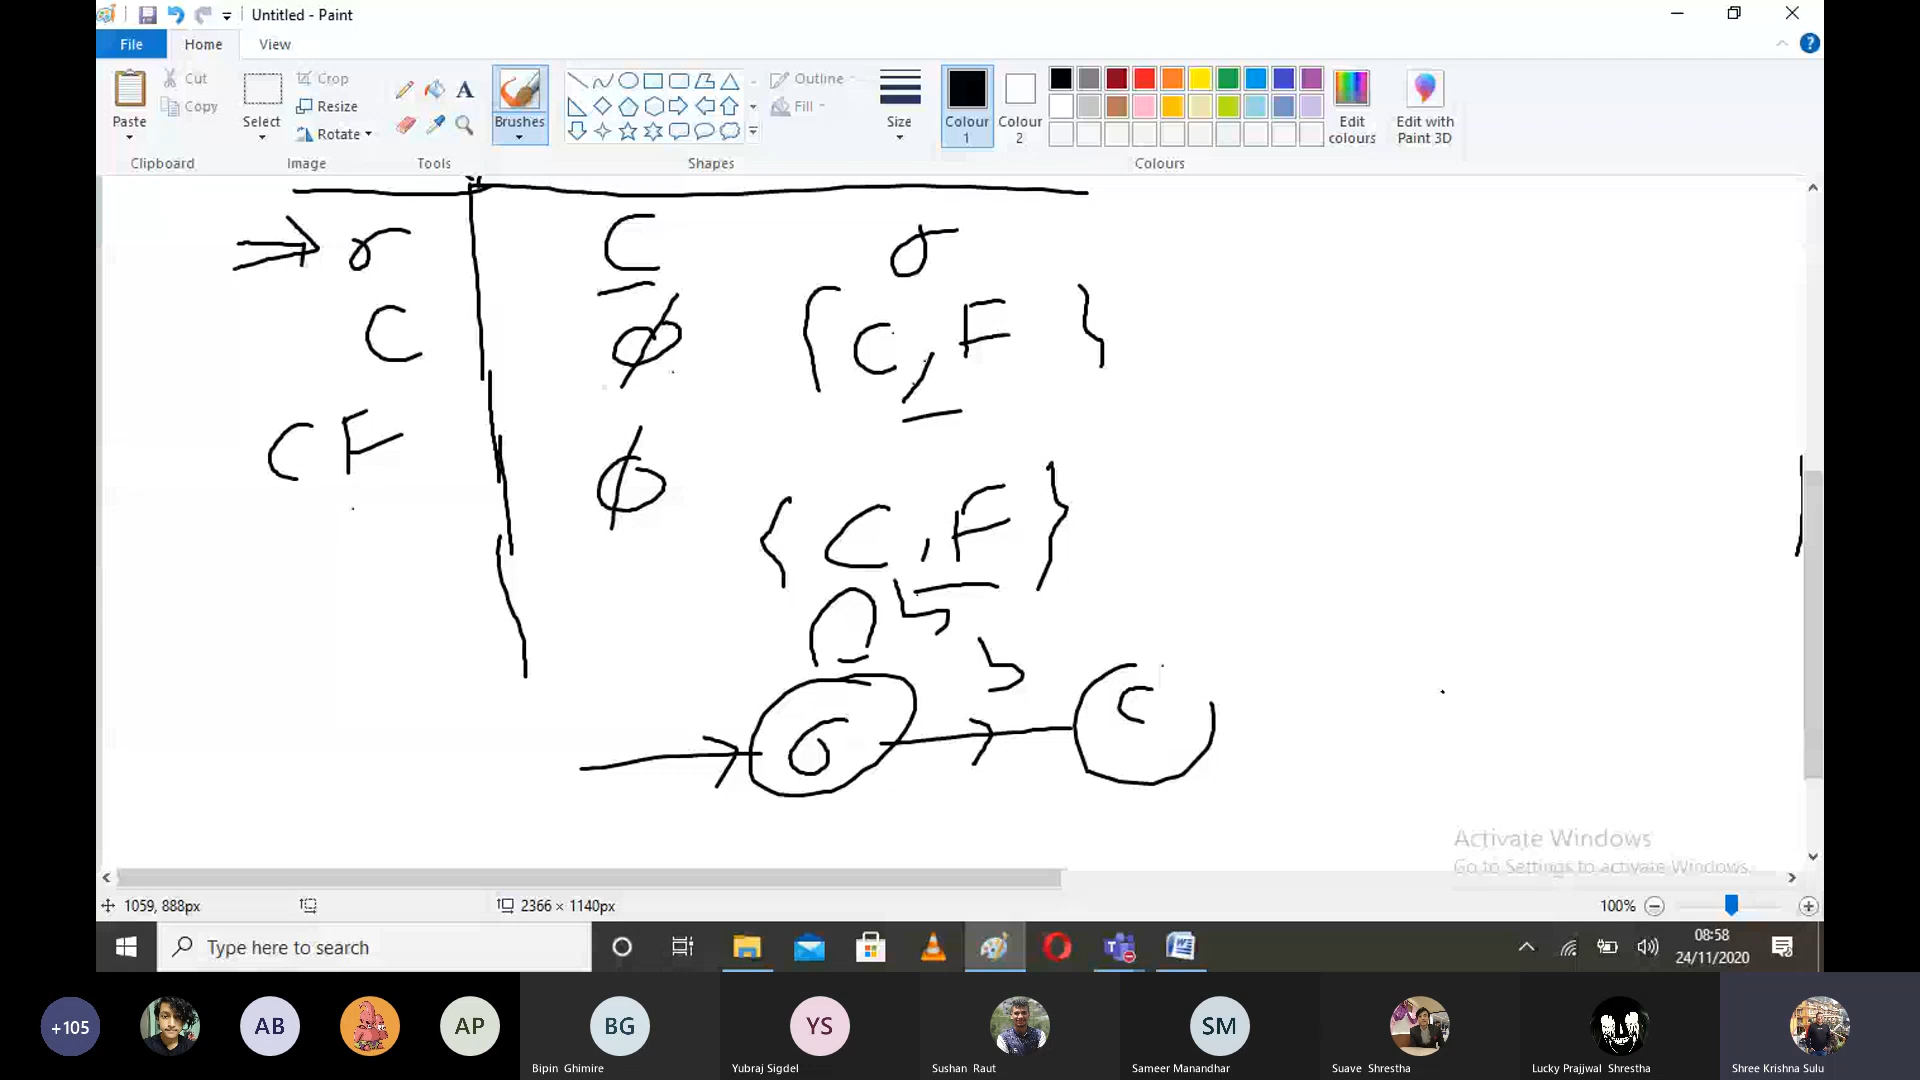 Untitled - Paint
File Home View
Cut
Copy
Paste
Clipboard
Select
Crop
Resize
Rotate
Image
Tools
Brushes
Outline
Fill
Shapes
Size
Colour 1
Colour 2
Edit colours
Edit with Paint 3D
Colours
C
C ϕ { C, F }
C F ϕ
{ C, F }
C
Activate Windows
Go to Settings to activate Windows.
1059, 888px
2366 × 1140px
100%
Type here to search
08:58
24/11/2020
+105
AB
AP
BG
YS
SM
Bipin Ghimire
Yubraj Sigdel
Sushan Raut
Sameer Manandhar
Suave Shrestha
Lucky Prajjwal Shrestha
Shree Krishna Sulu